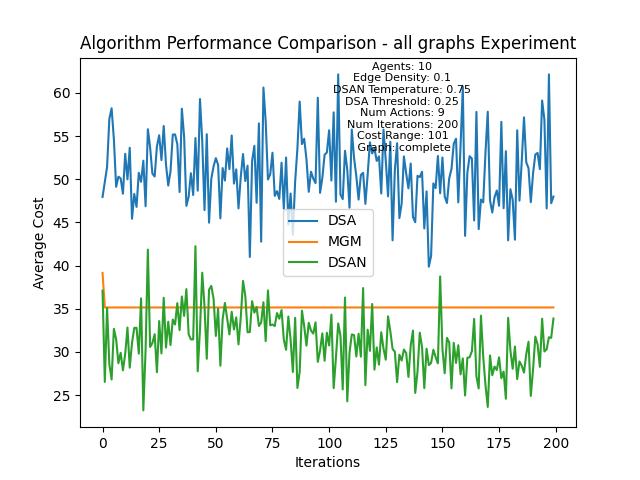 Algorithm Performance Comparison - all graphs Experiment
Agents: 10
Edge Density: 0.1
DSAN Temperature: 0.75
DSA Threshold: 0.25
Num Actions: 9
Num Iterations: 200
Cost Range: 101
Graph: complete
60
55
50
45
40
35
30
25
Average Cost
DSA
MGM
DSAN
0
25
50
75
100
125
150
175
200
Iterations